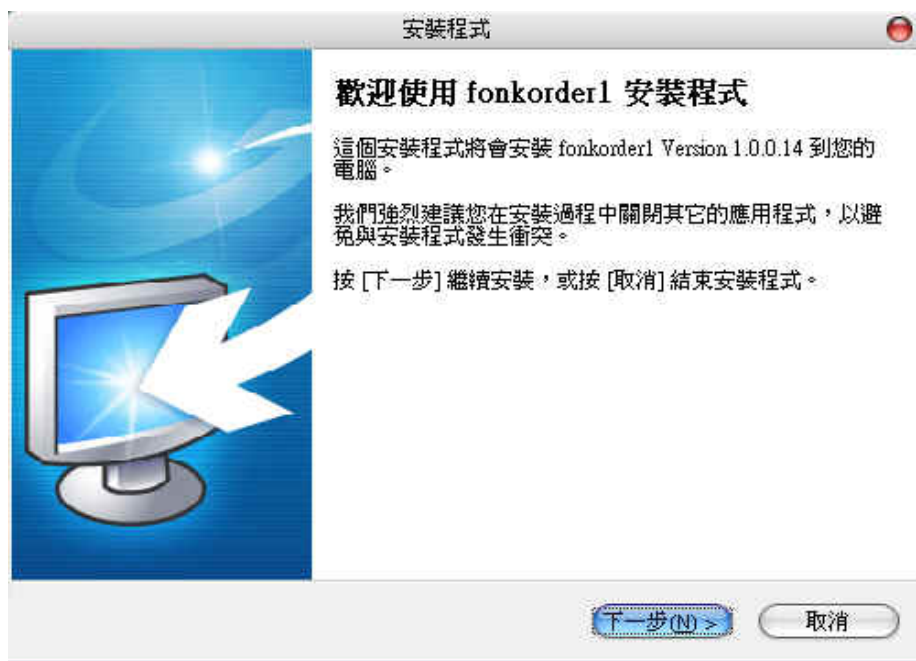 安裝程式
歡迎使用 fonkorder1 安裝程式
這個安裝程式將會安裝 fonkorder1 Version 1.0.0.14 到您的
電腦。
我們強烈建議您在安裝過程中關閉其它的應用程式，以避
免與安裝程式發生衝突。
按 [下一步] 繼續安裝，或按 [取消] 結束安裝程式。
下一步(N) > 取消